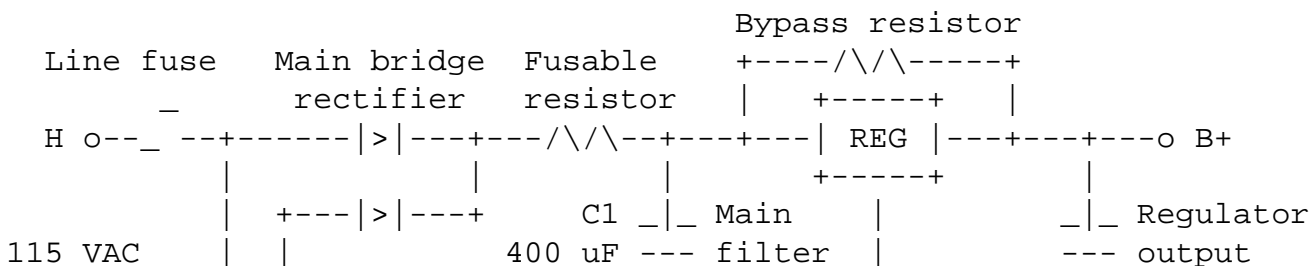 Bypass resistor
  Line fuse   Main bridge   Fusable     +----/\/\/\-----+
         _     rectifier   resistor     |    +-----+    |
  H o--_ --+------|>|---+---/\/\/\--+---+---| REG |---+---+---o B+
           |            |           |        +-----+        |
           |  +---|>|---+      C1 _|_ Main      |          _|_ Regulator
115 VAC    |  |            400 uF --- filter    |          --- output